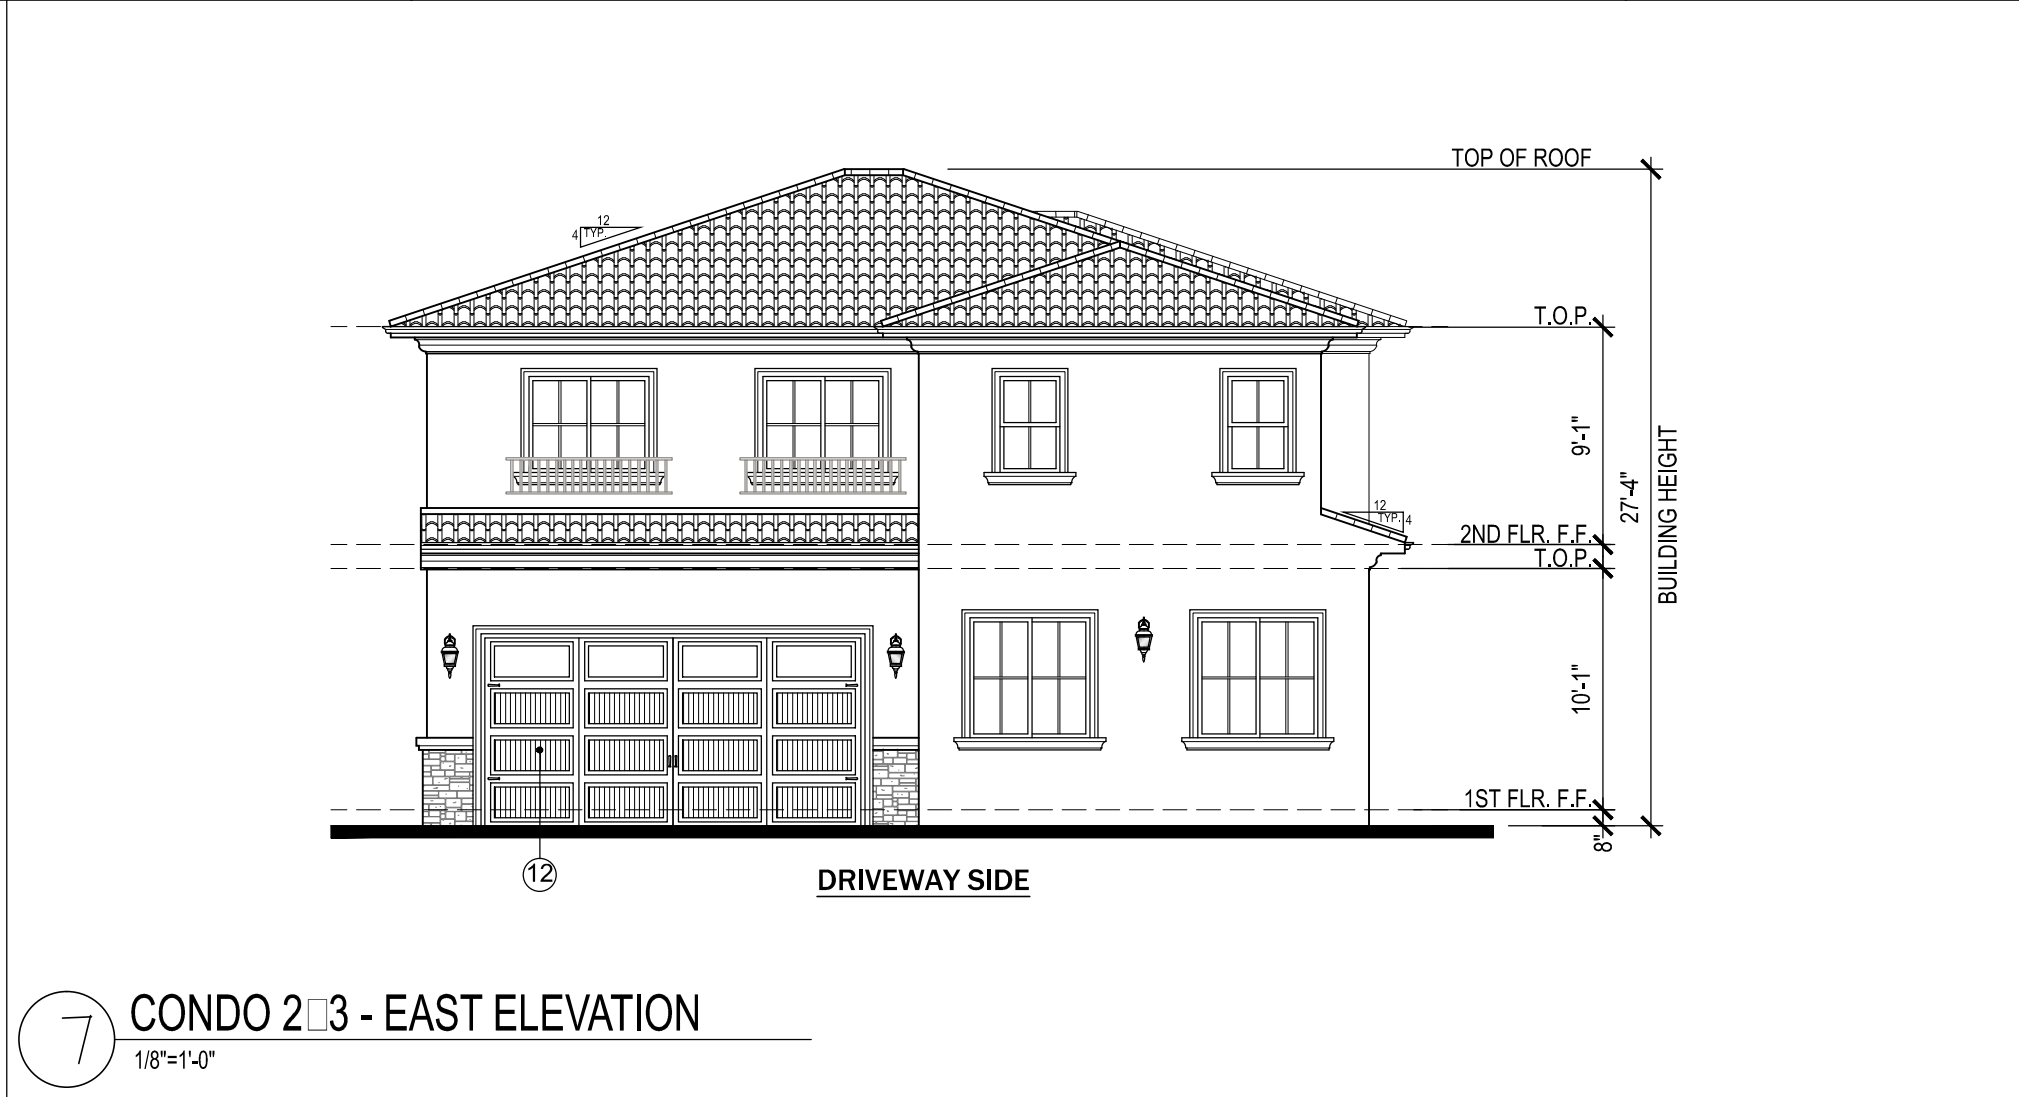 TOP OF ROOF
12
4
TYP.
T.O.P.
9'-1"
27'-4"
BUILDING HEIGHT
12
TYP.
4
2ND FLR. F.F.
T.O.P.
10'-1"
1ST FLR. F.F.
8"
12
DRIVEWAY SIDE
7
CONDO 2□3 - EAST ELEVATION
1/8"=1'-0"